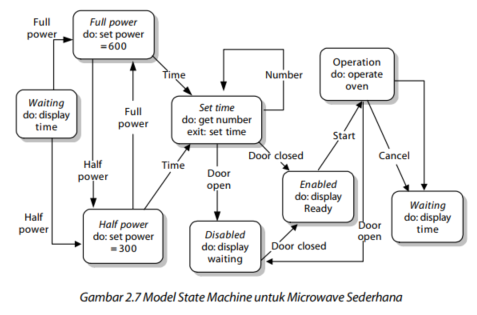 Full
power
Full power
do: set power
=600
Time
Number
Operation
do: operate
oven
Waiting
do: display
time
Full
power
Set time
do: get number
exit: set time
Start
Half
power
Time
Door closed
Cancel
Door
open
Enabled
do: display
Ready
Waiting
do: display
time
Half
power
Half power
do: set power
=300
Disabled
do: display
waiting
Door closed
Door
open
Gambar 2.7 Model State Machine untuk Microwave Sederhana